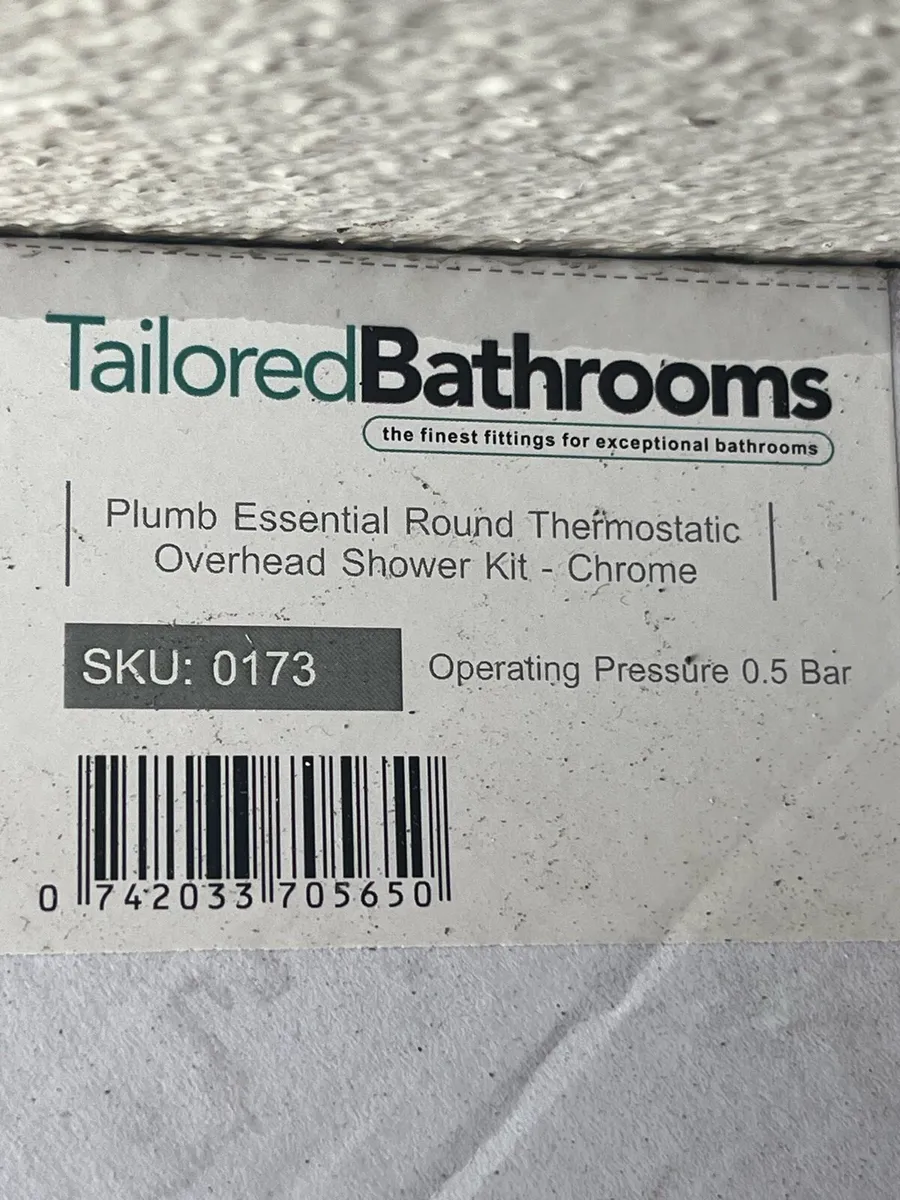 TailoredBathrooms
the finest fittings for exceptional bathrooms
Plumb Essential Round Thermostatic
Overhead Shower Kit - Chrome
SKU: 0173
Operating Pressure 0.5 Bar
0 742033 705650